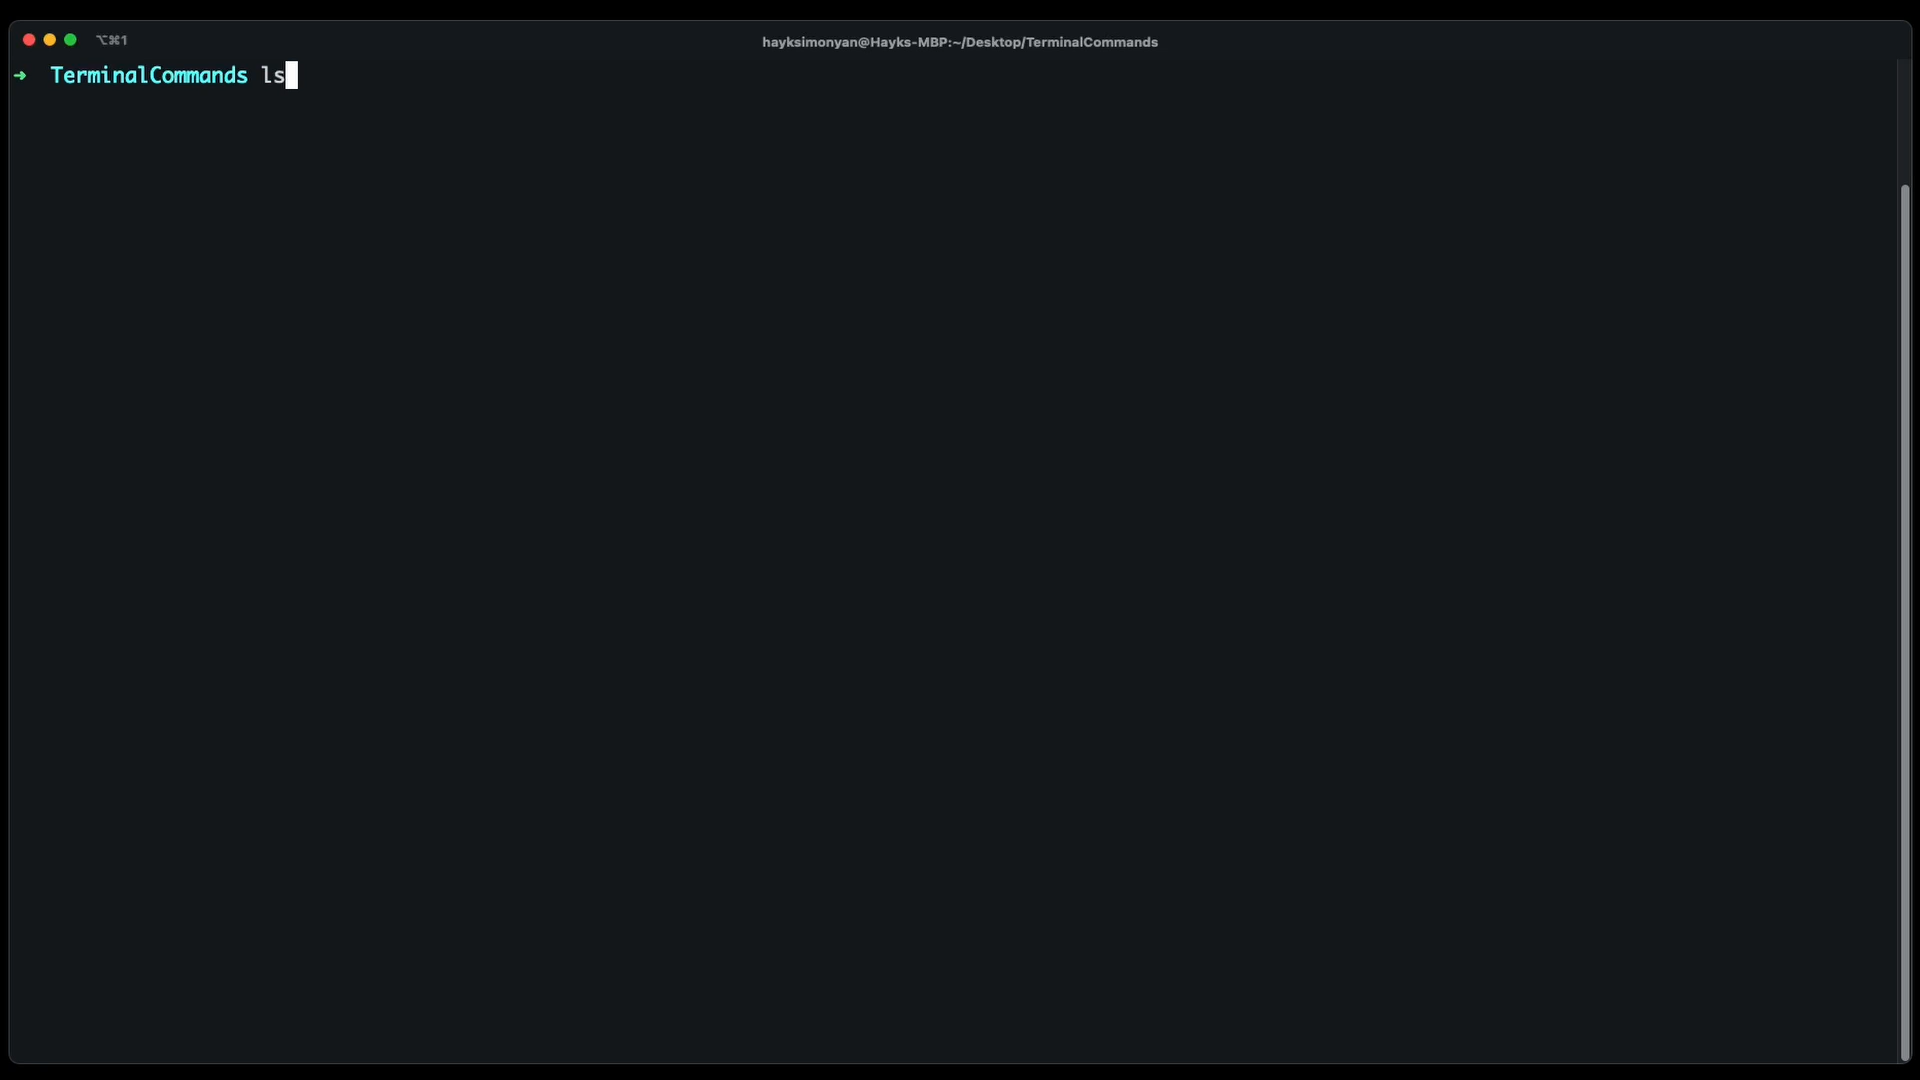 ⌥⌘1
hayksimonyan@Hayks-MBP:~/Desktop/TerminalCommands
➜ TerminalCommands ls